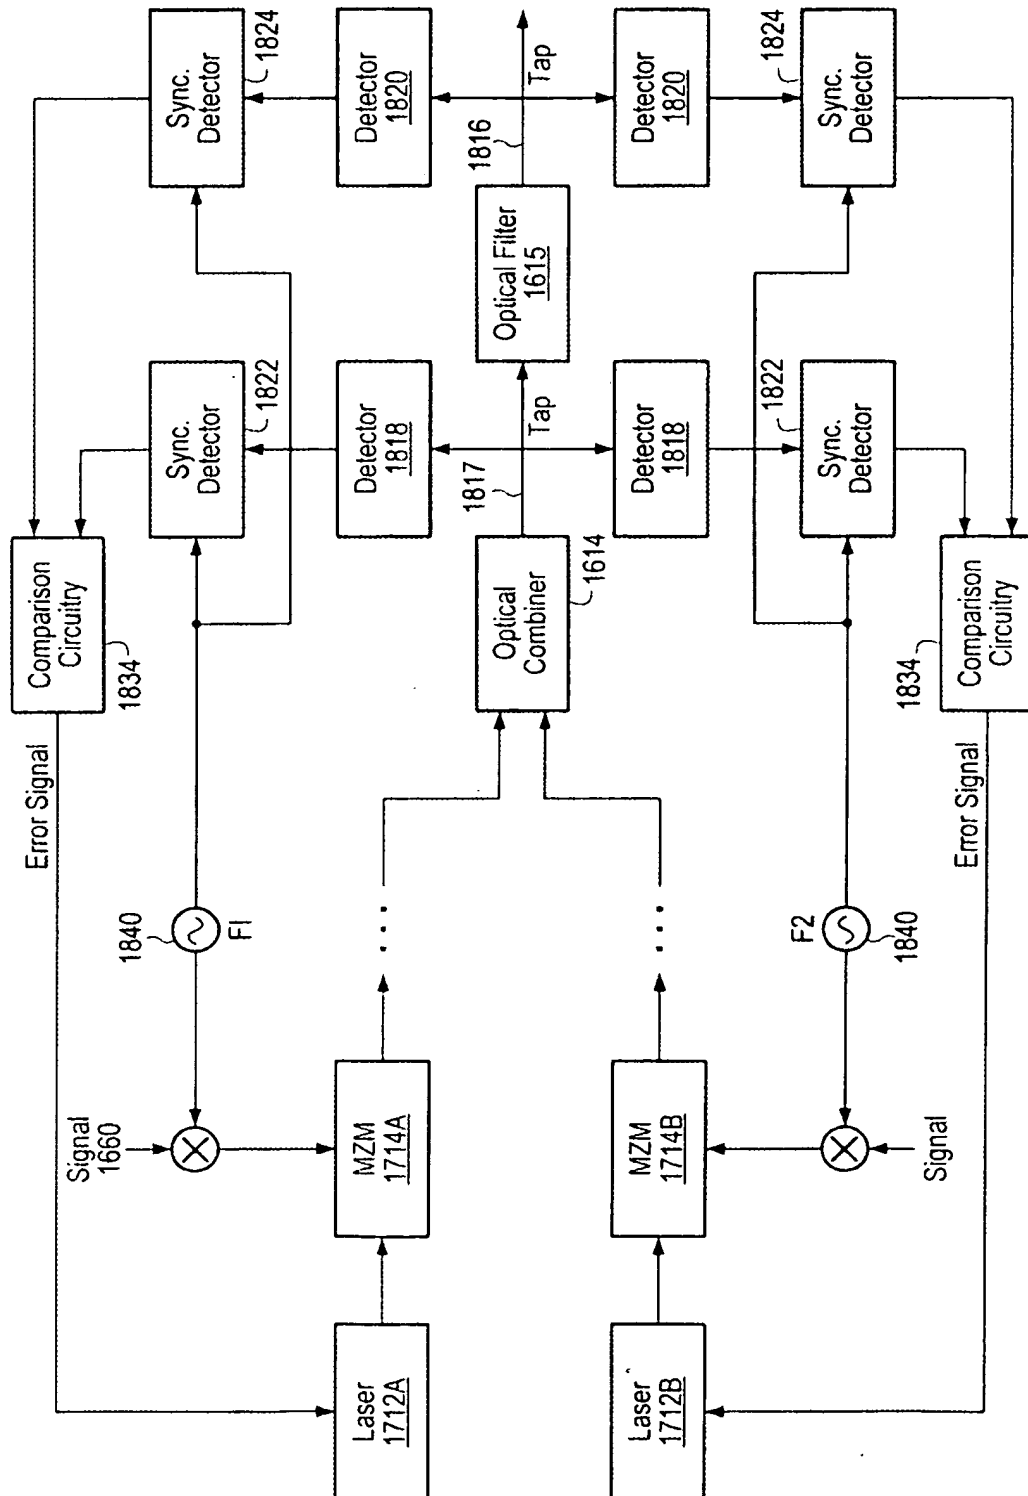 Comparison
Circuitry
1834
Error Signal
Sync.
Detector
1824
Sync.
Detector
1822
1840
F1
Signal
1660
Detector
1820
Detector
1818
MZM
1714A
Laser
1712A
Tap
1816
Optical Filter
1615
Tap
1817
Optical
Combiner
1614
Detector
1820
Detector
1818
MZM
1714B
Laser
1712B
1824
Sync.
Detector
1822
Sync.
Detector
F2
1840
Signal
Comparison
Circuitry
1834
Error Signal